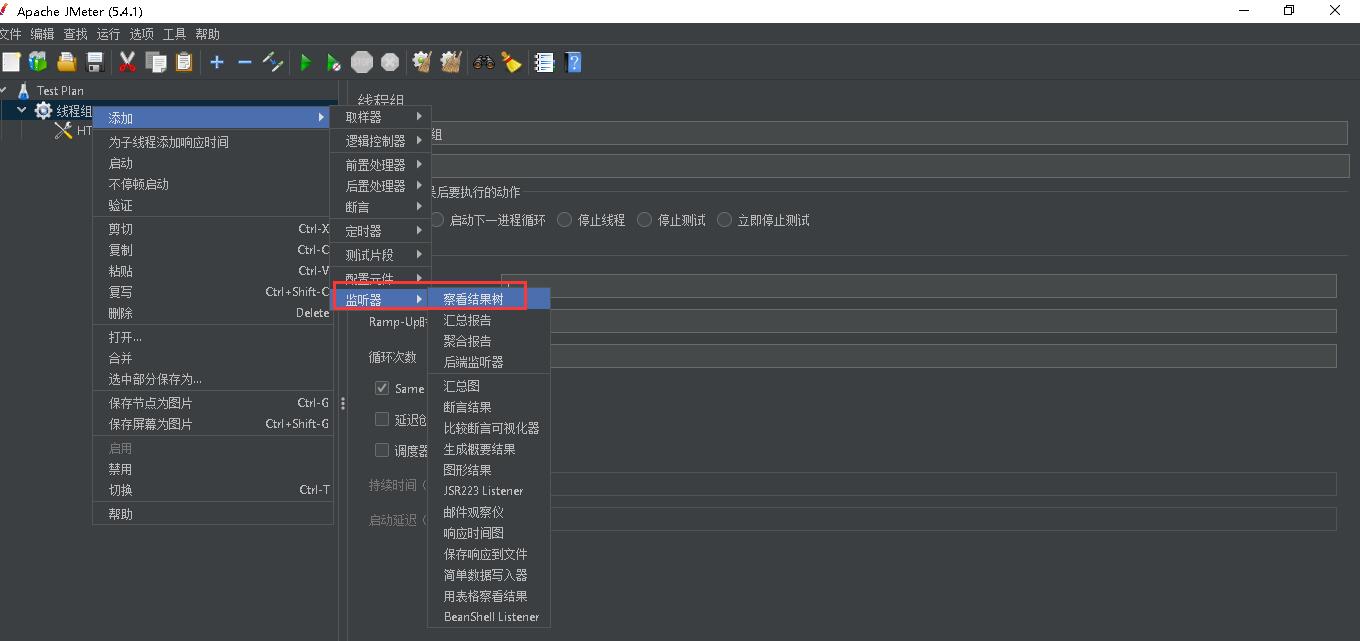 Apache JMeter (5.4.1)
文件 编辑 查找 运行 选项 工具 帮助
STOP
Test Plan
线程组
HT
添加
为子线程添加响应时间
启动
不停顿启动
验证
剪切 Ctrl-X
复制 Ctrl-C
粘贴 Ctrl-V
复写 Ctrl+Shift-C
删除 Delete
打开...
合并
选中部分保存为...
保存节点为图片 Ctrl-G
保存屏幕为图片 Ctrl+Shift-G
启用
禁用
切换 Ctrl-T
帮助
取样器
逻辑控制器
前置处理器
后置处理器
断言
定时器
测试片段
配置元件
监听器
察看结果树
汇总报告
聚合报告
后端监听器
汇总图
断言结果
比较断言可视化器
生成概要结果
图形结果
JSR223 Listener
邮件观察仪
响应时间图
保存响应到文件
简单数据写入器
用表格察看结果
BeanShell Listener
线程组
组
后要执行的动作
启动下一进程循环 停止线程 停止测试 立即停止测试
Ramp-Up时
循环次数
Same
延迟创
调度器
持续时间（
启动延迟（